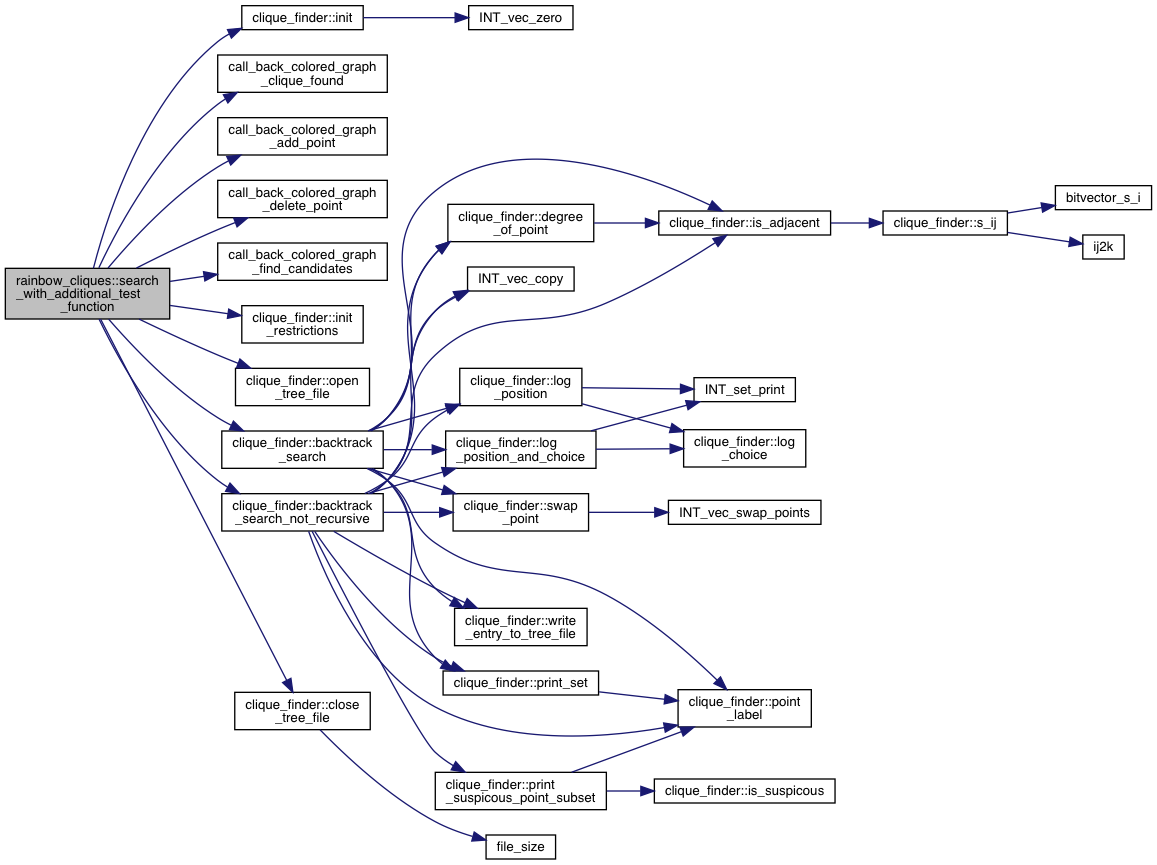 rainbow_cliques::search
_with_additional_test
_function
clique_finder::init
INT_vec_zero
call_back_colored_graph
_clique_found
call_back_colored_graph
_add_point
call_back_colored_graph
_delete_point
call_back_colored_graph
_find_candidates
clique_finder::init
_restrictions
clique_finder::open
_tree_file
clique_finder::backtrack
_search
clique_finder::backtrack
_search_not_recursive
clique_finder::close
_tree_file
clique_finder::degree
_of_point
INT_vec_copy
clique_finder::log
_position
clique_finder::log
_position_and_choice
clique_finder::swap
_point
clique_finder::write
_entry_to_tree_file
clique_finder::print_set
clique_finder::print
_suspicous_point_subset
file_size
clique_finder::is_adjacent
INT_set_print
clique_finder::log
_choice
INT_vec_swap_points
clique_finder::point
_label
clique_finder::is_suspicous
clique_finder::s_ij
bitvector_s_i
ij2k